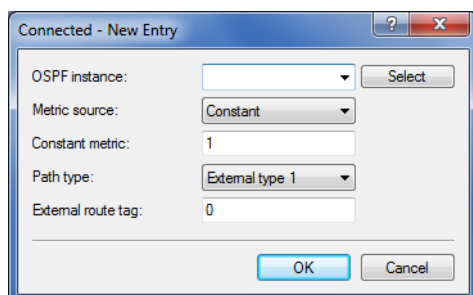 Connected - New Entry
?
x
OSPF instance:
Select
Metric source: Constant
Constant metric: 1
Path type: External type 1
External route tag: 0
OK
Cancel